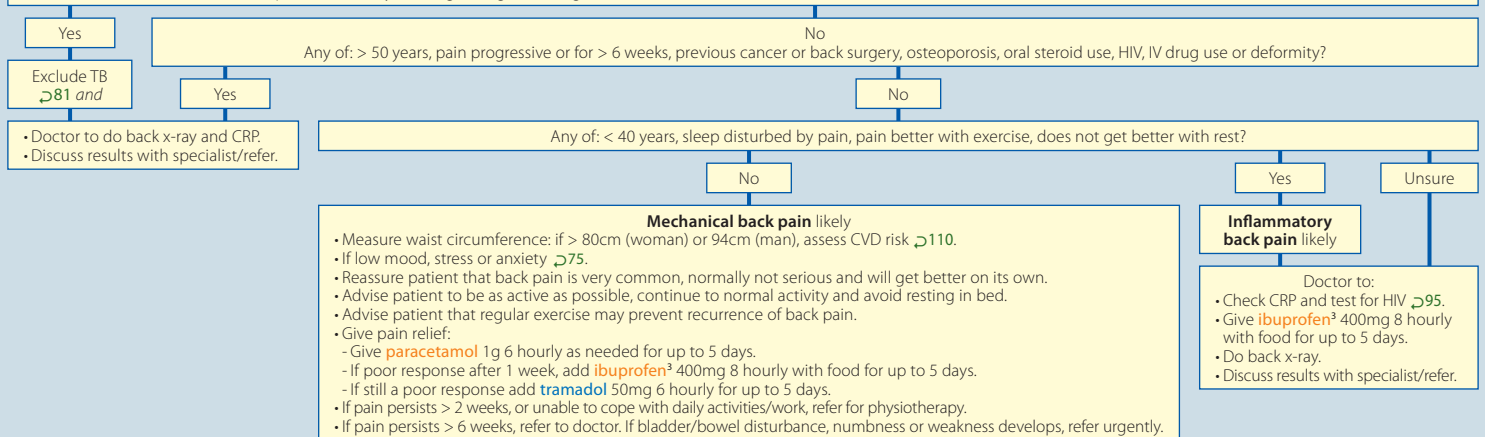 Yes
No
Any of: > 50 years, pain progressive or for > 6 weeks, previous cancer or back surgery, osteoporosis, oral steroid use, HIV, IV drug use or deformity?
Exclude TB
⮌81 and
Yes
No
• Doctor to do back x-ray and CRP.
• Discuss results with specialist/refer.
Any of: < 40 years, sleep disturbed by pain, pain better with exercise, does not get better with rest?
No
Yes
Unsure
Mechanical back pain likely
• Measure waist circumference: if > 80cm (woman) or 94cm (man), assess CVD risk ⮌110.
• If low mood, stress or anxiety ⮌75.
• Reassure patient that back pain is very common, normally not serious and will get better on its own.
• Advise patient to be as active as possible, continue to normal activity and avoid resting in bed.
• Advise patient that regular exercise may prevent recurrence of back pain.
• Give pain relief:
- Give paracetamol 1g 6 hourly as needed for up to 5 days.
- If poor response after 1 week, add ibuprofen³ 400mg 8 hourly with food for up to 5 days.
- If still a poor response add tramadol 50mg 6 hourly for up to 5 days.
• If pain persists > 2 weeks, or unable to cope with daily activities/work, refer for physiotherapy.
• If pain persists > 6 weeks, refer to doctor. If bladder/bowel disturbance, numbness or weakness develops, refer urgently.
Inflammatory
back pain likely
Doctor to:
• Check CRP and test for HIV ⮌95.
• Give ibuprofen³ 400mg 8 hourly
with food for up to 5 days.
• Do back x-ray.
• Discuss results with specialist/refer.